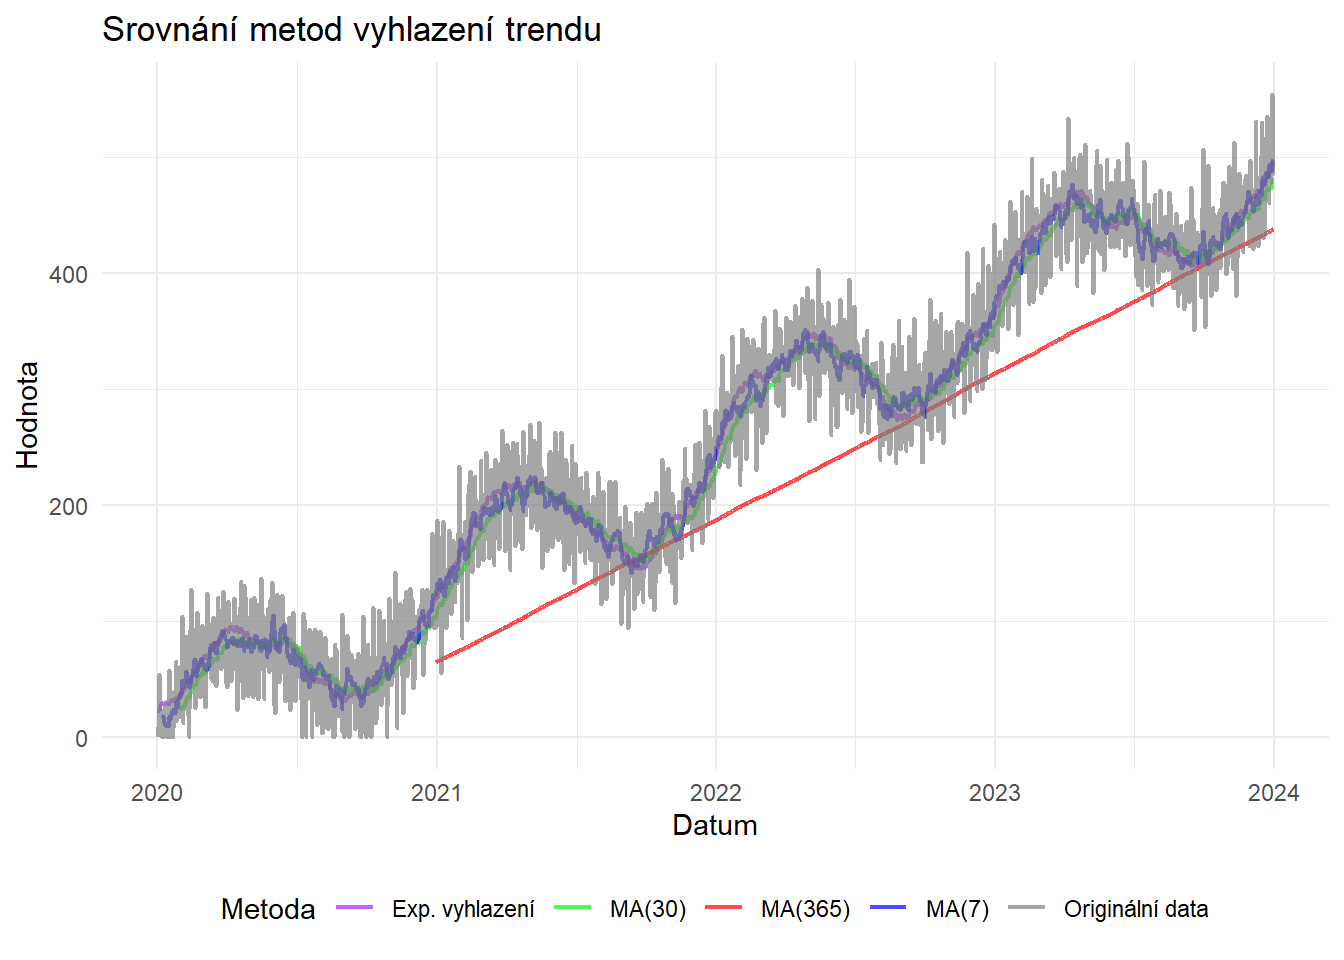 Srovnání metod vyhlazení trendu
Hodnota
400
200
0
2020 2021 2022 2023 2024
Datum
Metoda Exp. vyhlazení MA(30) MA(365) MA(7) Originální data